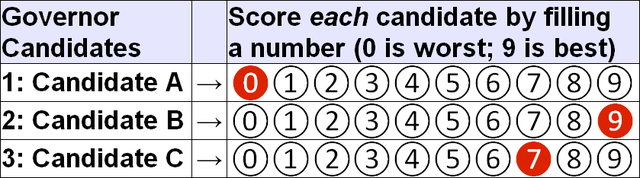 Governor Candidates
Score each candidate by filling a number (0 is worst; 9 is best)
1: Candidate A → 0 1 2 3 4 5 6 7 8 9
2: Candidate B → 0 1 2 3 4 5 6 7 8 9
3: Candidate C → 0 1 2 3 4 5 6 7 8 9